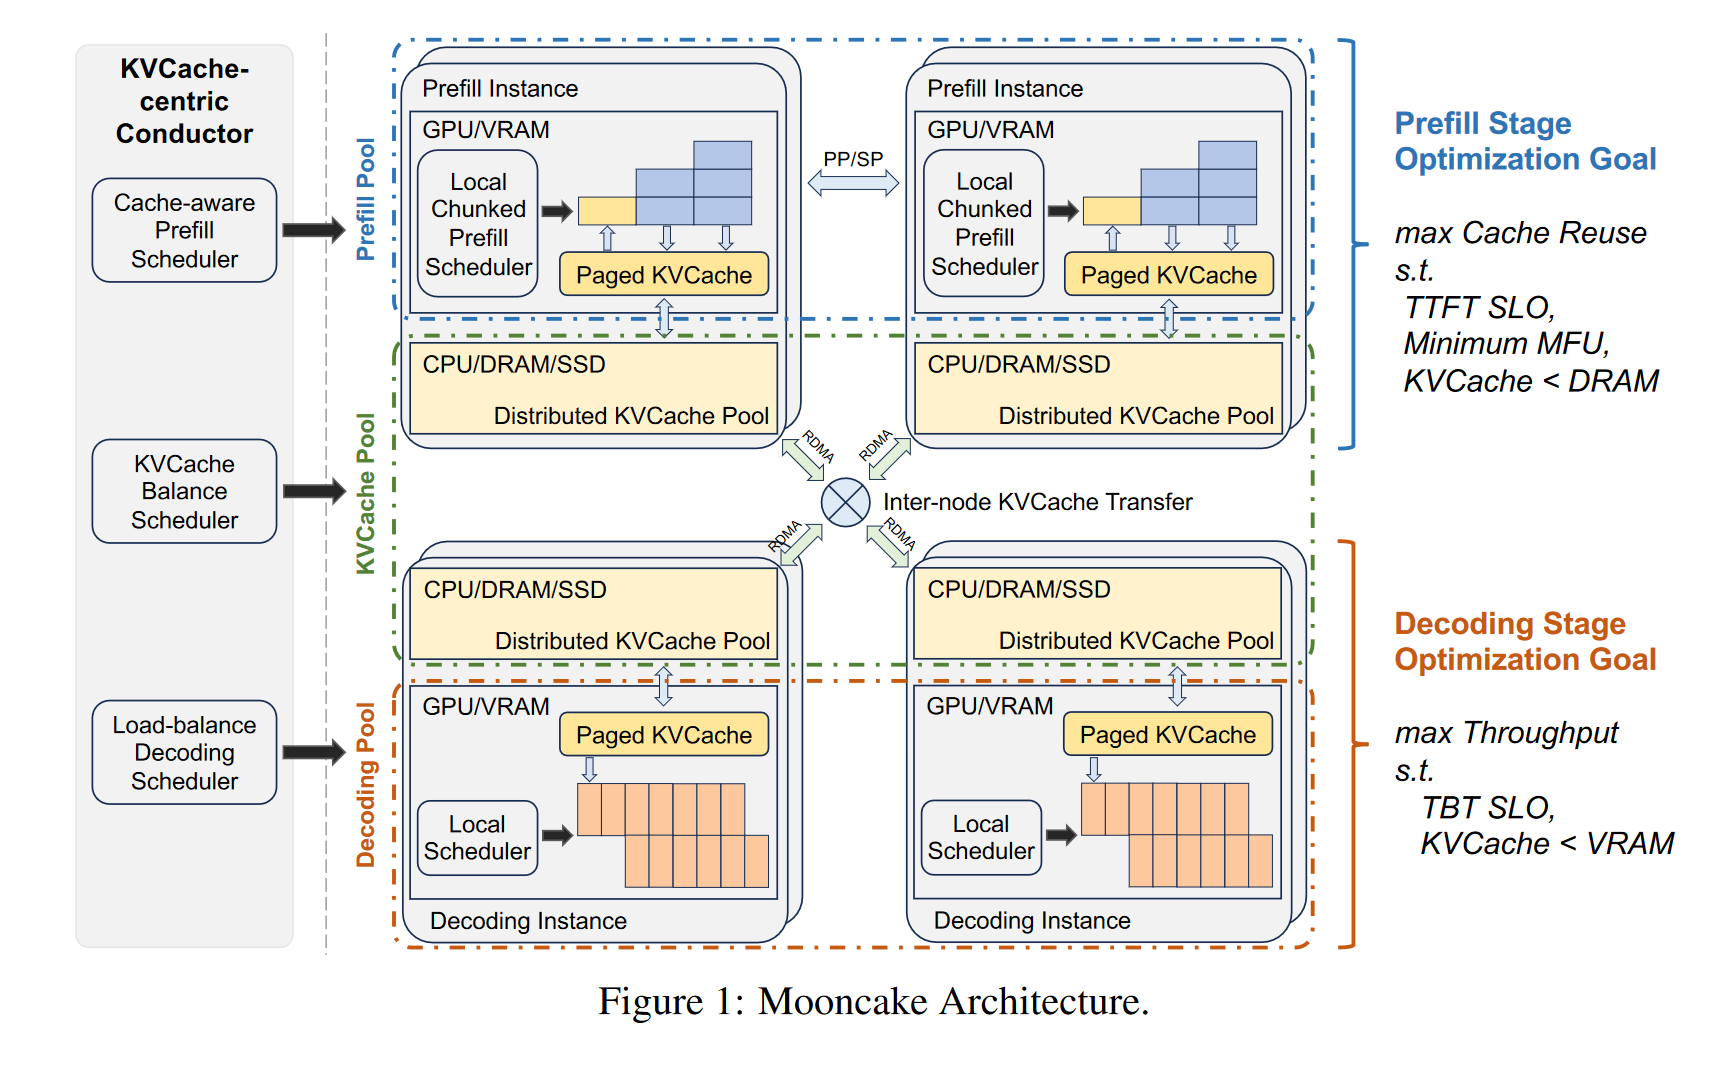 KVCache-
centric
Conductor
Cache-aware
Prefill
Scheduler
KVCache
Balance
Scheduler
Load-balance
Decoding
Scheduler
Prefill Pool
KVCache Pool
Decoding Pool
Prefill Instance
GPU/VRAM
Local
Chunked
Prefill
Scheduler
Paged KVCache
CPU/DRAM/SSD
Distributed KVCache Pool
PP/SP
Prefill Instance
GPU/VRAM
Local
Chunked
Prefill
Scheduler
Paged KVCache
CPU/DRAM/SSD
Distributed KVCache Pool
RDMA
RDMA
Inter-node KVCache Transfer
RDMA
RDMA
CPU/DRAM/SSD
Distributed KVCache Pool
GPU/VRAM
Paged KVCache
Local
Scheduler
Decoding Instance
CPU/DRAM/SSD
Distributed KVCache Pool
GPU/VRAM
Paged KVCache
Local
Scheduler
Decoding Instance
Prefill Stage
Optimization Goal
max Cache Reuse
s.t.
TTFT SLO,
Minimum MFU,
KVCache < DRAM
Decoding Stage
Optimization Goal
max Throughput
s.t.
TBT SLO,
KVCache < VRAM
Figure 1: Mooncake Architecture.